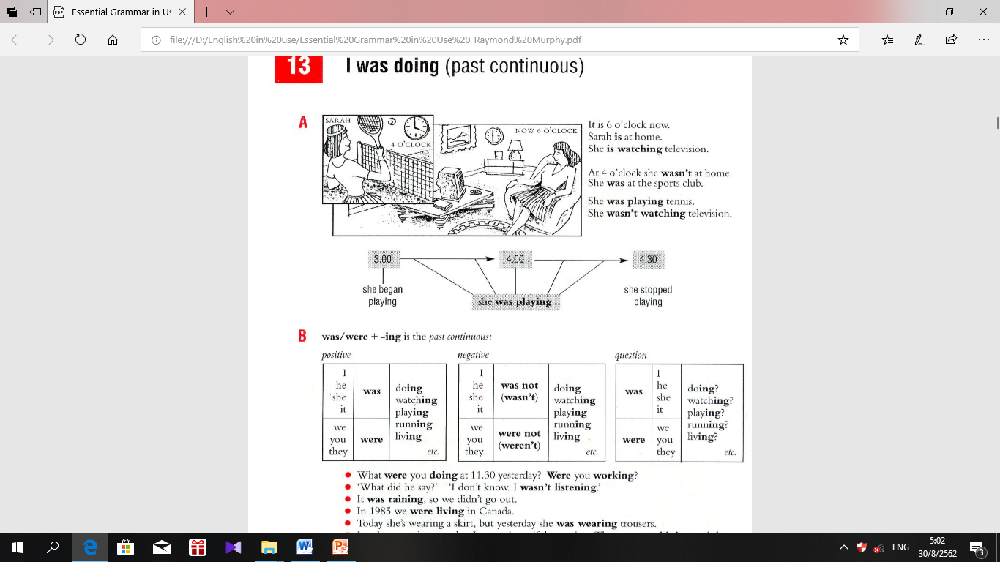 Essential Grammar in Us
file:///D:/English%20in%20use/Essential%20Grammar%20in%20Use%20-Raymond%20Murphy.pdf
13 I was doing (past continuous)
A
SARAH
4 O'CLOCK
NOW 6 O'CLOCK
It is 6 o'clock now.
Sarah is at home.
She is watching television.
At 4 o'clock she wasn't at home.
She was at the sports club.
She was playing tennis.
She wasn't watching television.
3.00 4.00 4.30
she began playing
she was playing
she stopped playing
B was/were + -ing is the past continuous:
positive
I
he
she
it
was
we
you
they
were
doing
watching
playing
running
living
etc.
negative
I
he
she
it
was not
(wasn't)
we
you
they
were not
(weren't)
doing
watching
playing
running
living
etc.
question
was
I
he
she
it
were
we
you
they
doing?
watching?
playing?
running?
living?
etc.
• What were you doing at 11.30 yesterday? Were you working?
• 'What did he say?' 'I don't know. I wasn't listening.'
• It was raining, so we didn't go out.
• In 1985 we were living in Canada.
• Today she's wearing a skirt, but yesterday she was wearing trousers.
ENG
5:02
30/8/2562
3